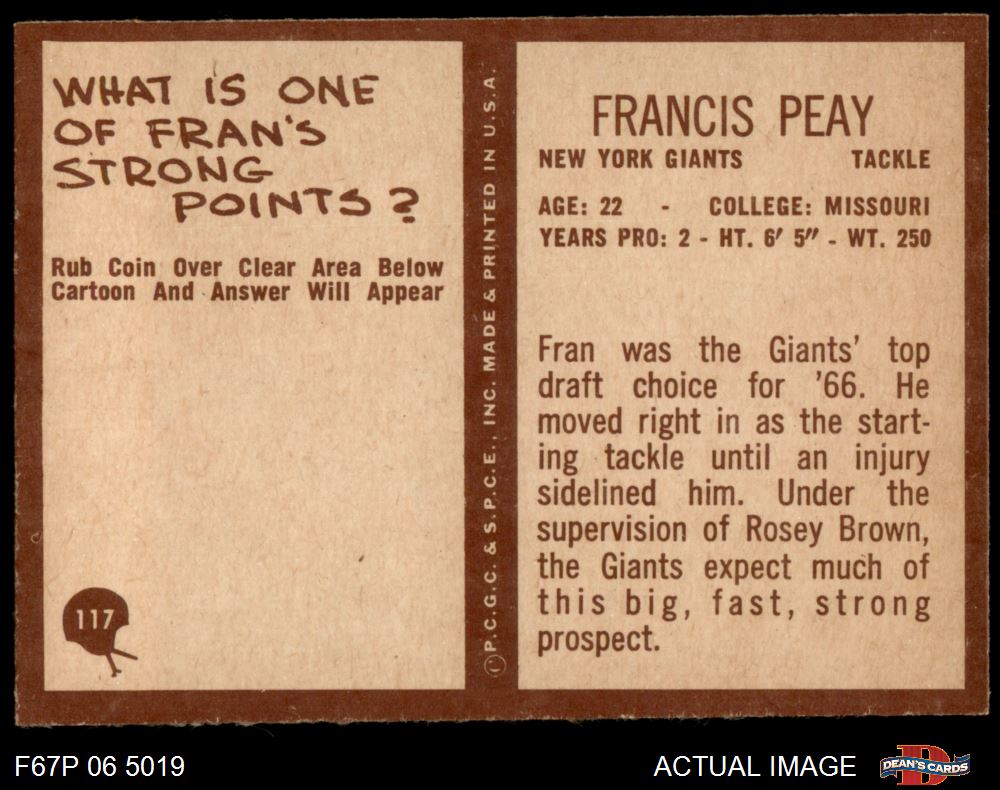 WHAT IS ONE
OF FRAN'S
STRONG
POINTS?
Rub Coin Over Clear Area Below
Cartoon And Answer Will Appear
117
©P.C.G.C. & S.P.C.E., INC. MADE & PRINTED IN U.S.A.
FRANCIS PEAY
NEW YORK GIANTS TACKLE
AGE: 22 - COLLEGE: MISSOURI
YEARS PRO: 2 - HT. 6' 5" - WT. 250
Fran was the Giants' top
draft choice for '66. He
moved right in as the start-
ing tackle until an injury
sidelined him. Under the
supervision of Rosey Brown,
the Giants expect much of
this big, fast, strong
prospect.
F67P 06 5019
ACTUAL IMAGE
D
DEAN'S CARDS